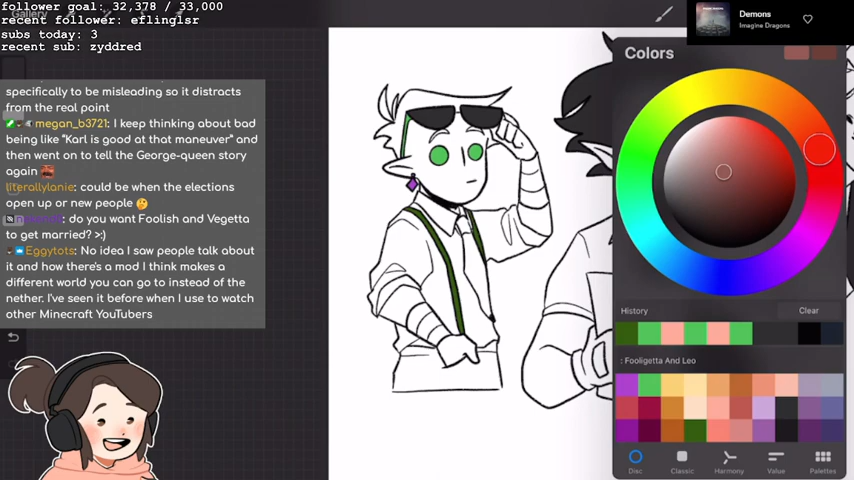 follower goal: 32,378 / 33,000
Gallery
recent follower: eflinglsr
subs today: 3
recent sub: zyddred
Demons
Imagine Dragons
specifically to be misleading so it distracts
from the real point
megan_b3721: I keep thinking about bad
being like "Karl is good at that maneuver" and
then went on to tell the George-queen story
again
literallylanie: could be when the elections
open up or new people
do you want Foolish and Vegetta
to get married? >:)
Eggytots: No idea I saw people talk about
it and how there's a mod I think makes a
different world you can go to instead of the
nether. I've seen it before when I use to watch
other Minecraft YouTubers
Colors
History
Clear
: Fooligetta And Leo
Disc
Classic
Harmony
Value
Palettes